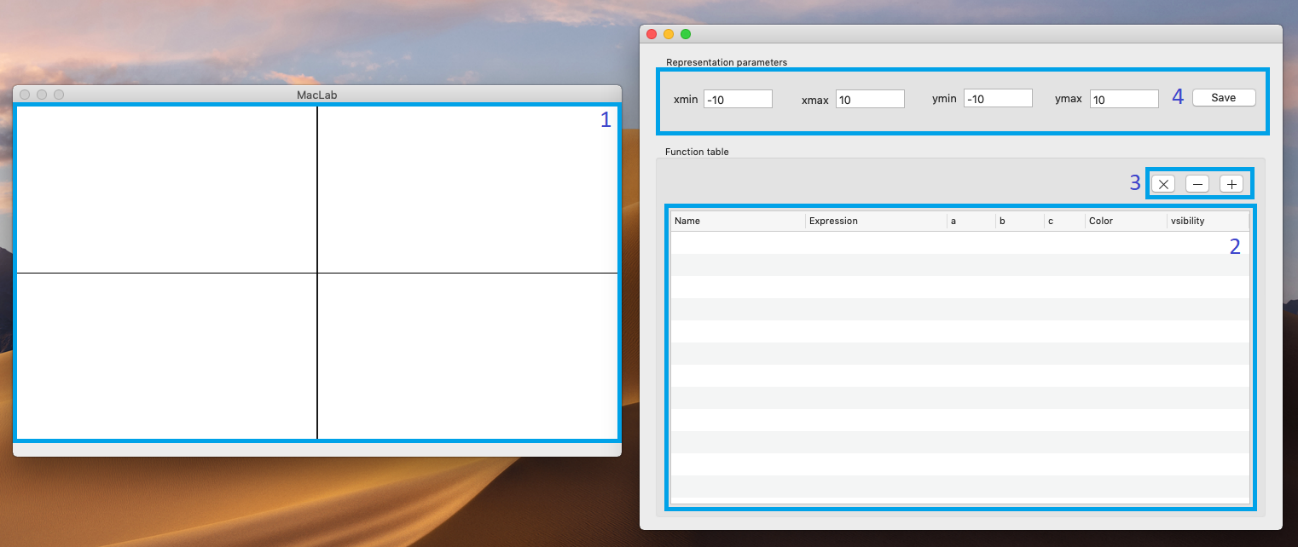 MacLab
1
Representation parameters
xmin -10 xmax 10 ymin -10 ymax 10 4 Save
Function table
3 × − +
Name Expression a b c Color vsibility
2